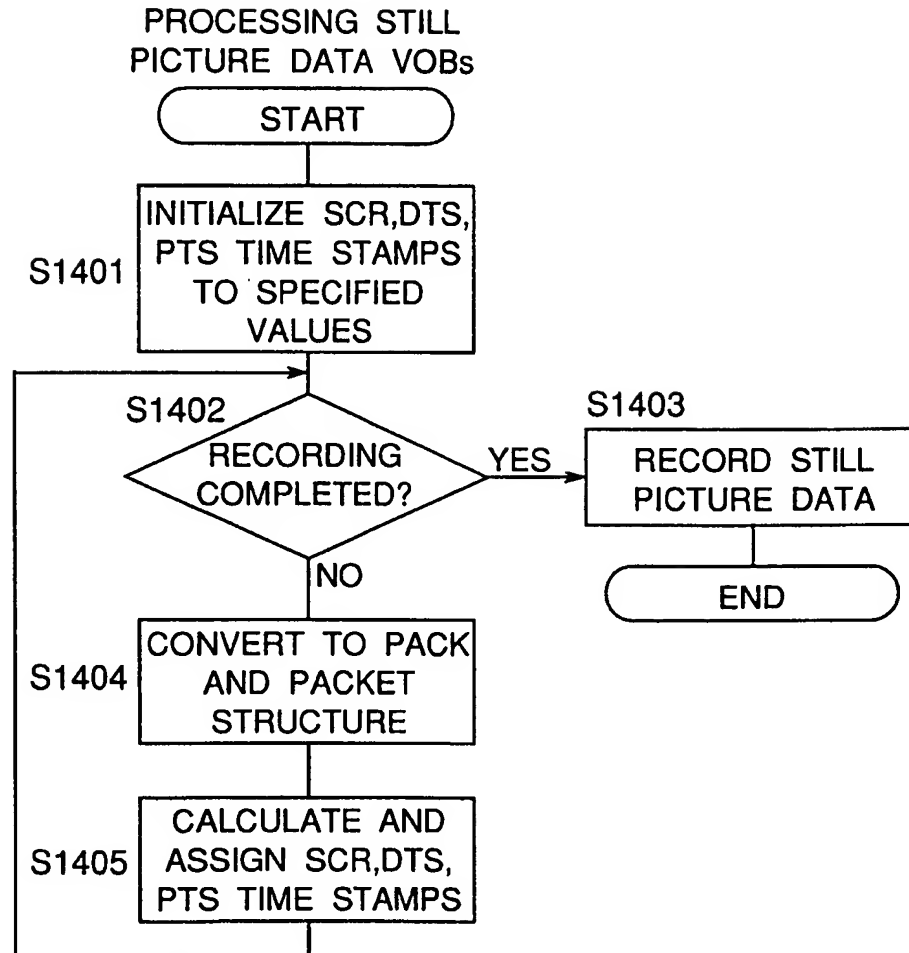 PROCESSING STILL
PICTURE DATA VOBs
START
INITIALIZE SCR,DTS,
PTS TIME STAMPS
TO SPECIFIED
VALUES
S1401
S1402
RECORDING
COMPLETED?
YES
S1403
RECORD STILL
PICTURE DATA
END
NO
CONVERT TO PACK
AND PACKET
STRUCTURE
S1404
CALCULATE AND
ASSIGN SCR,DTS,
PTS TIME STAMPS
S1405